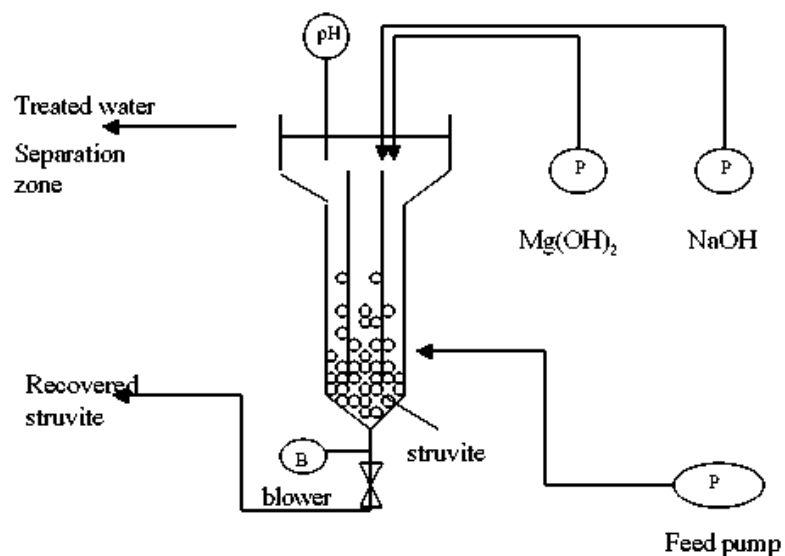 pH
Treated water
Separation
zone
P
P
Mg(OH)₂
NaOH
Recovered
struvite
struvite
B
blower
P
Feed pump